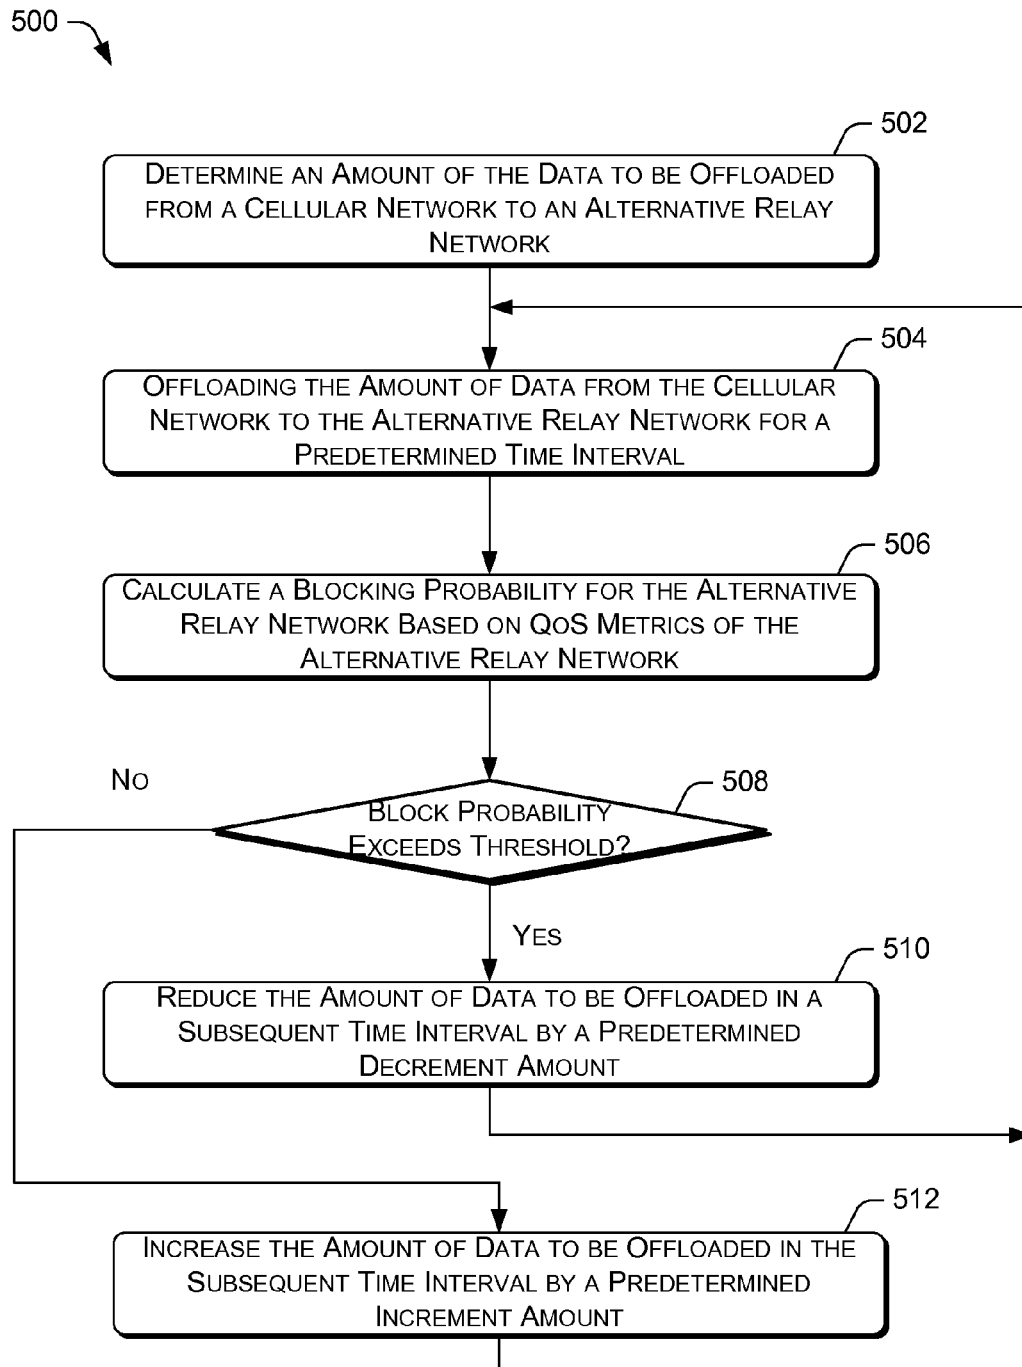 500
502
DETERMINE AN AMOUNT OF THE DATA TO BE OFFLOADED
FROM A CELLULAR NETWORK TO AN ALTERNATIVE RELAY
NETWORK
504
OFFLOADING THE AMOUNT OF DATA FROM THE CELLULAR
NETWORK TO THE ALTERNATIVE RELAY NETWORK FOR A
PREDETERMINED TIME INTERVAL
506
CALCULATE A BLOCKING PROBABILITY FOR THE ALTERNATIVE
RELAY NETWORK BASED ON QOS METRICS OF THE
ALTERNATIVE RELAY NETWORK
NO
508
BLOCK PROBABILITY
EXCEEDS THRESHOLD?
YES
510
REDUCE THE AMOUNT OF DATA TO BE OFFLOADED IN A
SUBSEQUENT TIME INTERVAL BY A PREDETERMINED
DECREMENT AMOUNT
512
INCREASE THE AMOUNT OF DATA TO BE OFFLOADED IN THE
SUBSEQUENT TIME INTERVAL BY A PREDETERMINED
INCREMENT AMOUNT